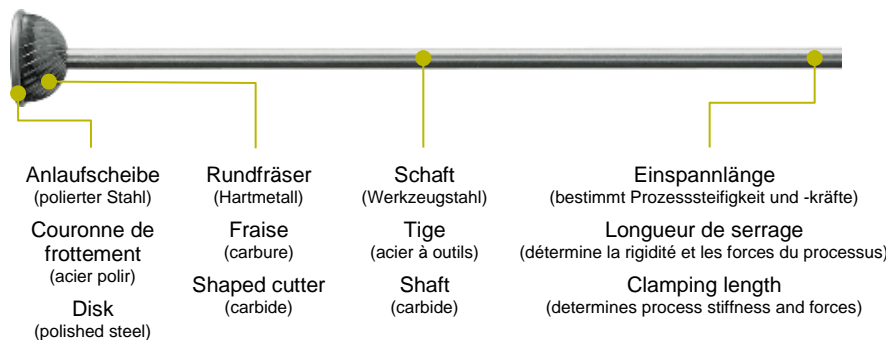 Anlaufscheibe
(polierter Stahl)
Couronne de
frottement
(acier polir)
Disk
(polished steel)
Rundfräser
(Hartmetall)
Fraise
(carbure)
Shaped cutter
(carbide)
Schaft
(Werkzeugstahl)
Tige
(acier à outils)
Shaft
(carbide)
Einspannlänge
(bestimmt Prozesssteifigkeit und -kräfte)
Longueur de serrage
(détermine la rigidité et les forces du processus)
Clamping length
(determines process stiffness and forces)